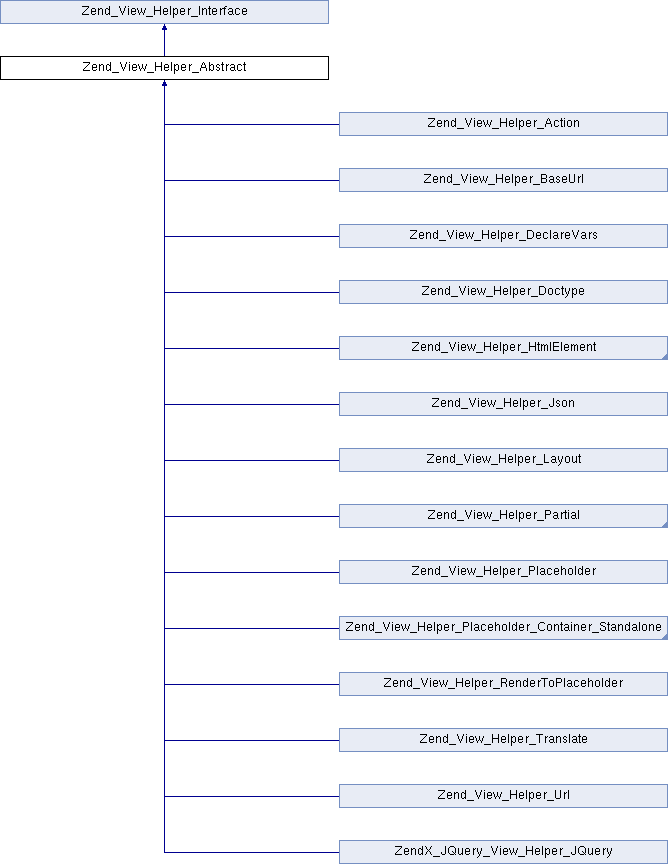 Zend_View_Helper_Interface
Zend_View_Helper_Abstract
Zend_View_Helper_Action
Zend_View_Helper_BaseUrl
Zend_View_Helper_DeclareVars
Zend_View_Helper_Doctype
Zend_View_Helper_HtmlElement
Zend_View_Helper_Json
Zend_View_Helper_Layout
Zend_View_Helper_Partial
Zend_View_Helper_Placeholder
Zend_View_Helper_Placeholder_Container_Standalone
Zend_View_Helper_RenderToPlaceholder
Zend_View_Helper_Translate
Zend_View_Helper_Url
ZendX_JQuery_View_Helper_JQuery